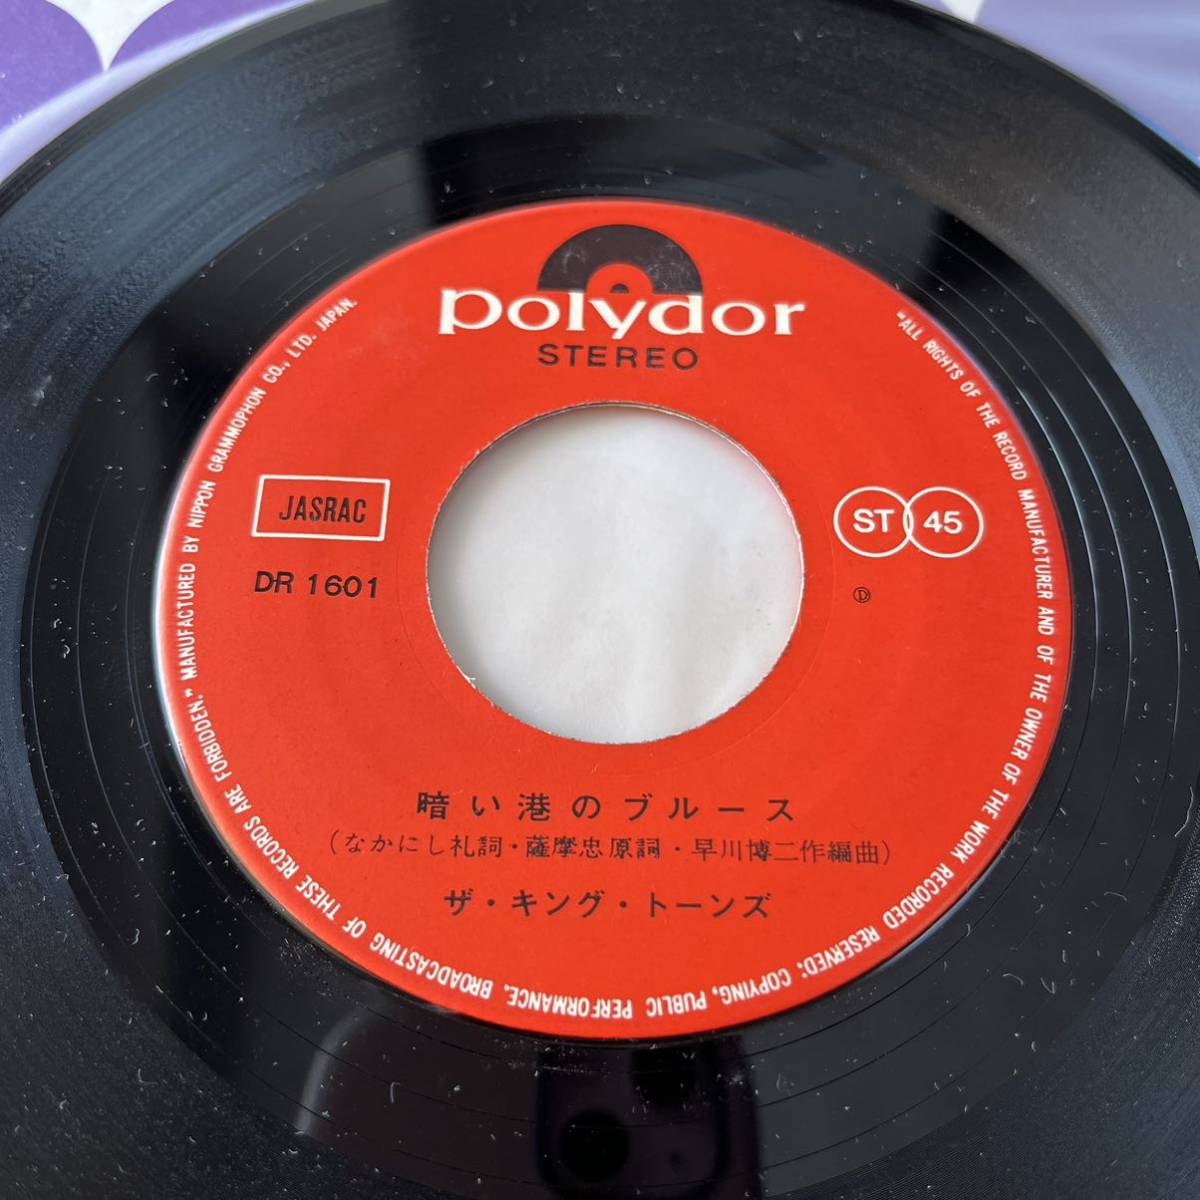 polydor
STEREO
JASRAC
DR 1601
ST 45
Ⓓ
暗い港のブルース
(なかにし礼詞・薩摩忠原詞・早川博二作編曲)
ザ・キング・トーンズ
"ALL RIGHTS OF THE RECORD MANUFACTURER AND OF THE OWNER OF THE WORK RECORDED RESERVED: COPYING, PUBLIC PERFORMANCE, BROADCASTING OF THESE RECORDS ARE FORBIDDEN." MANUFACTURED BY NIPPON GRAMMOPHON CO., LTD. JAPAN.